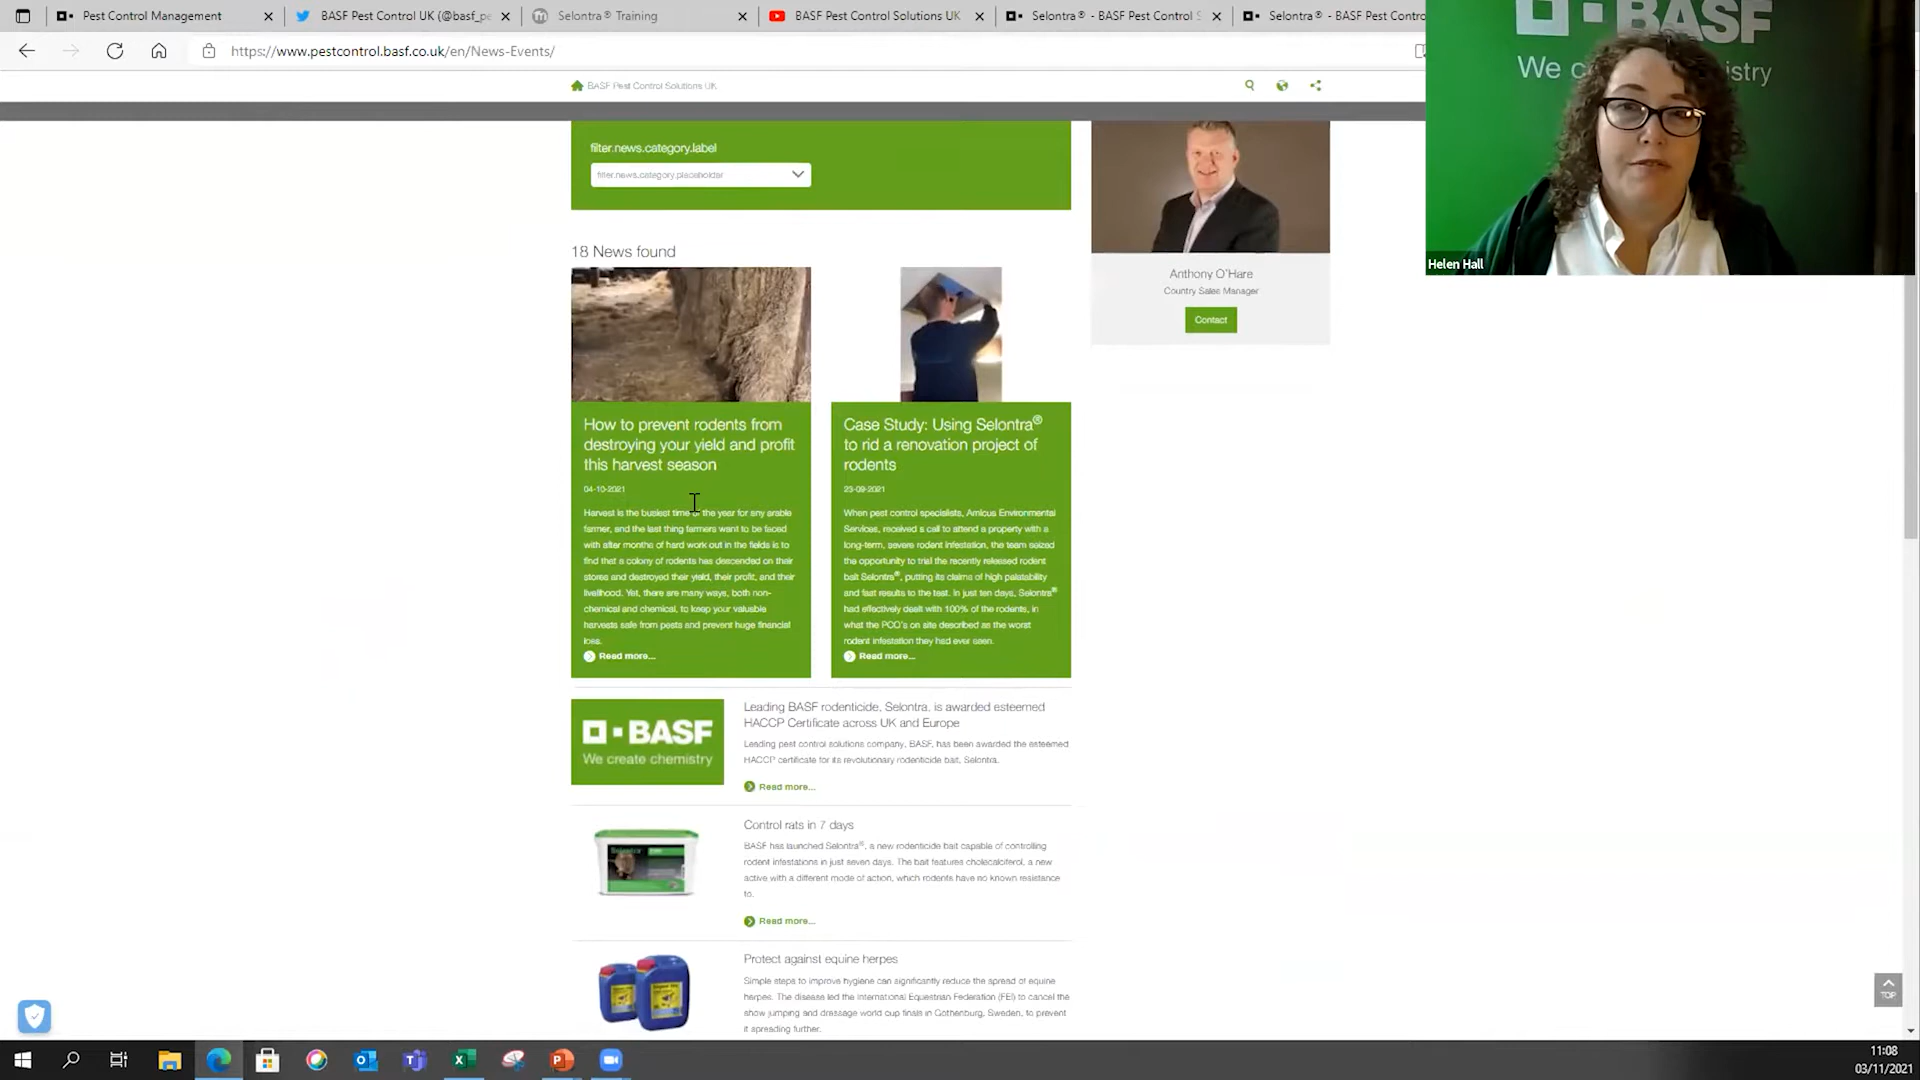 Pest Control Management
BASF Pest Control UK (@basf_pe
Selontra® Training
BASF Pest Control Solutions UK
Selontra® - BASF Pest Control S
Selontra® - BASF Pest Contro
https://www.pestcontrol.basf.co.uk/en/News-Events/
BASF Pest Control Solutions UK
BASF
We c
istry
Helen Hall
filter.news.category.label
filter.news.category.placeholder
Anthony O'Hare
Country Sales Manager
Contact
18 News found
How to prevent rodents from
destroying your yield and profit
this harvest season
04-10-2021
Harvest is the busiest time the year for any arable
farmer, and the last thing farmers want to be faced
with after months of hard work out in the fields is to
find that a colony of rodents has descended on their
stores and destroyed their yield, their profit, and their
livelihood. Yet, there are many ways, both non-
chemical and chemical, to keep your valuable
harvests safe from pests and prevent huge financial
loss.
Read more...
Case Study: Using Selontra®
to rid a renovation project of
rodents
23-09-2021
When pest control specialists, Amicus Environmental
Services, received a call to attend a property with a
long-term, severe rodent infestation, the team seized
the opportunity to trial the recently released rodent
bait Selontra®, putting its claims of high palatability
and fast results to the test. In just ten days, Selontra®
had effectively dealt with 100% of the rodents, in
what the PCO's on site described as the worst
rodent infestation they had ever seen.
Read more...
BASF
We create chemistry
Leading BASF rodenticide, Selontra, is awarded esteemed
HACCP Certificate across UK and Europe
Leading pest control solutions company, BASF, has been awarded the esteemed
HACCP certificate for its revolutionary rodenticide bait, Selontra.
Read more...
Selontra
Control rats in 7 days
BASF has launched Selontra®, a new rodenticide bait capable of controlling
rodent infestations in just seven days. The bait features cholecalciferol, a new
active with a different mode of action, which rodents have no known resistance
to.
Read more...
Protect against equine herpes
Simple steps to improve hygiene can significantly reduce the spread of equine
herpes. The disease led the International Equestrian Federation (FEI) to cancel the
show jumping and dressage world cup finals in Gothenburg, Sweden, to prevent
it spreading further.
TOP
11:08
03/11/2021